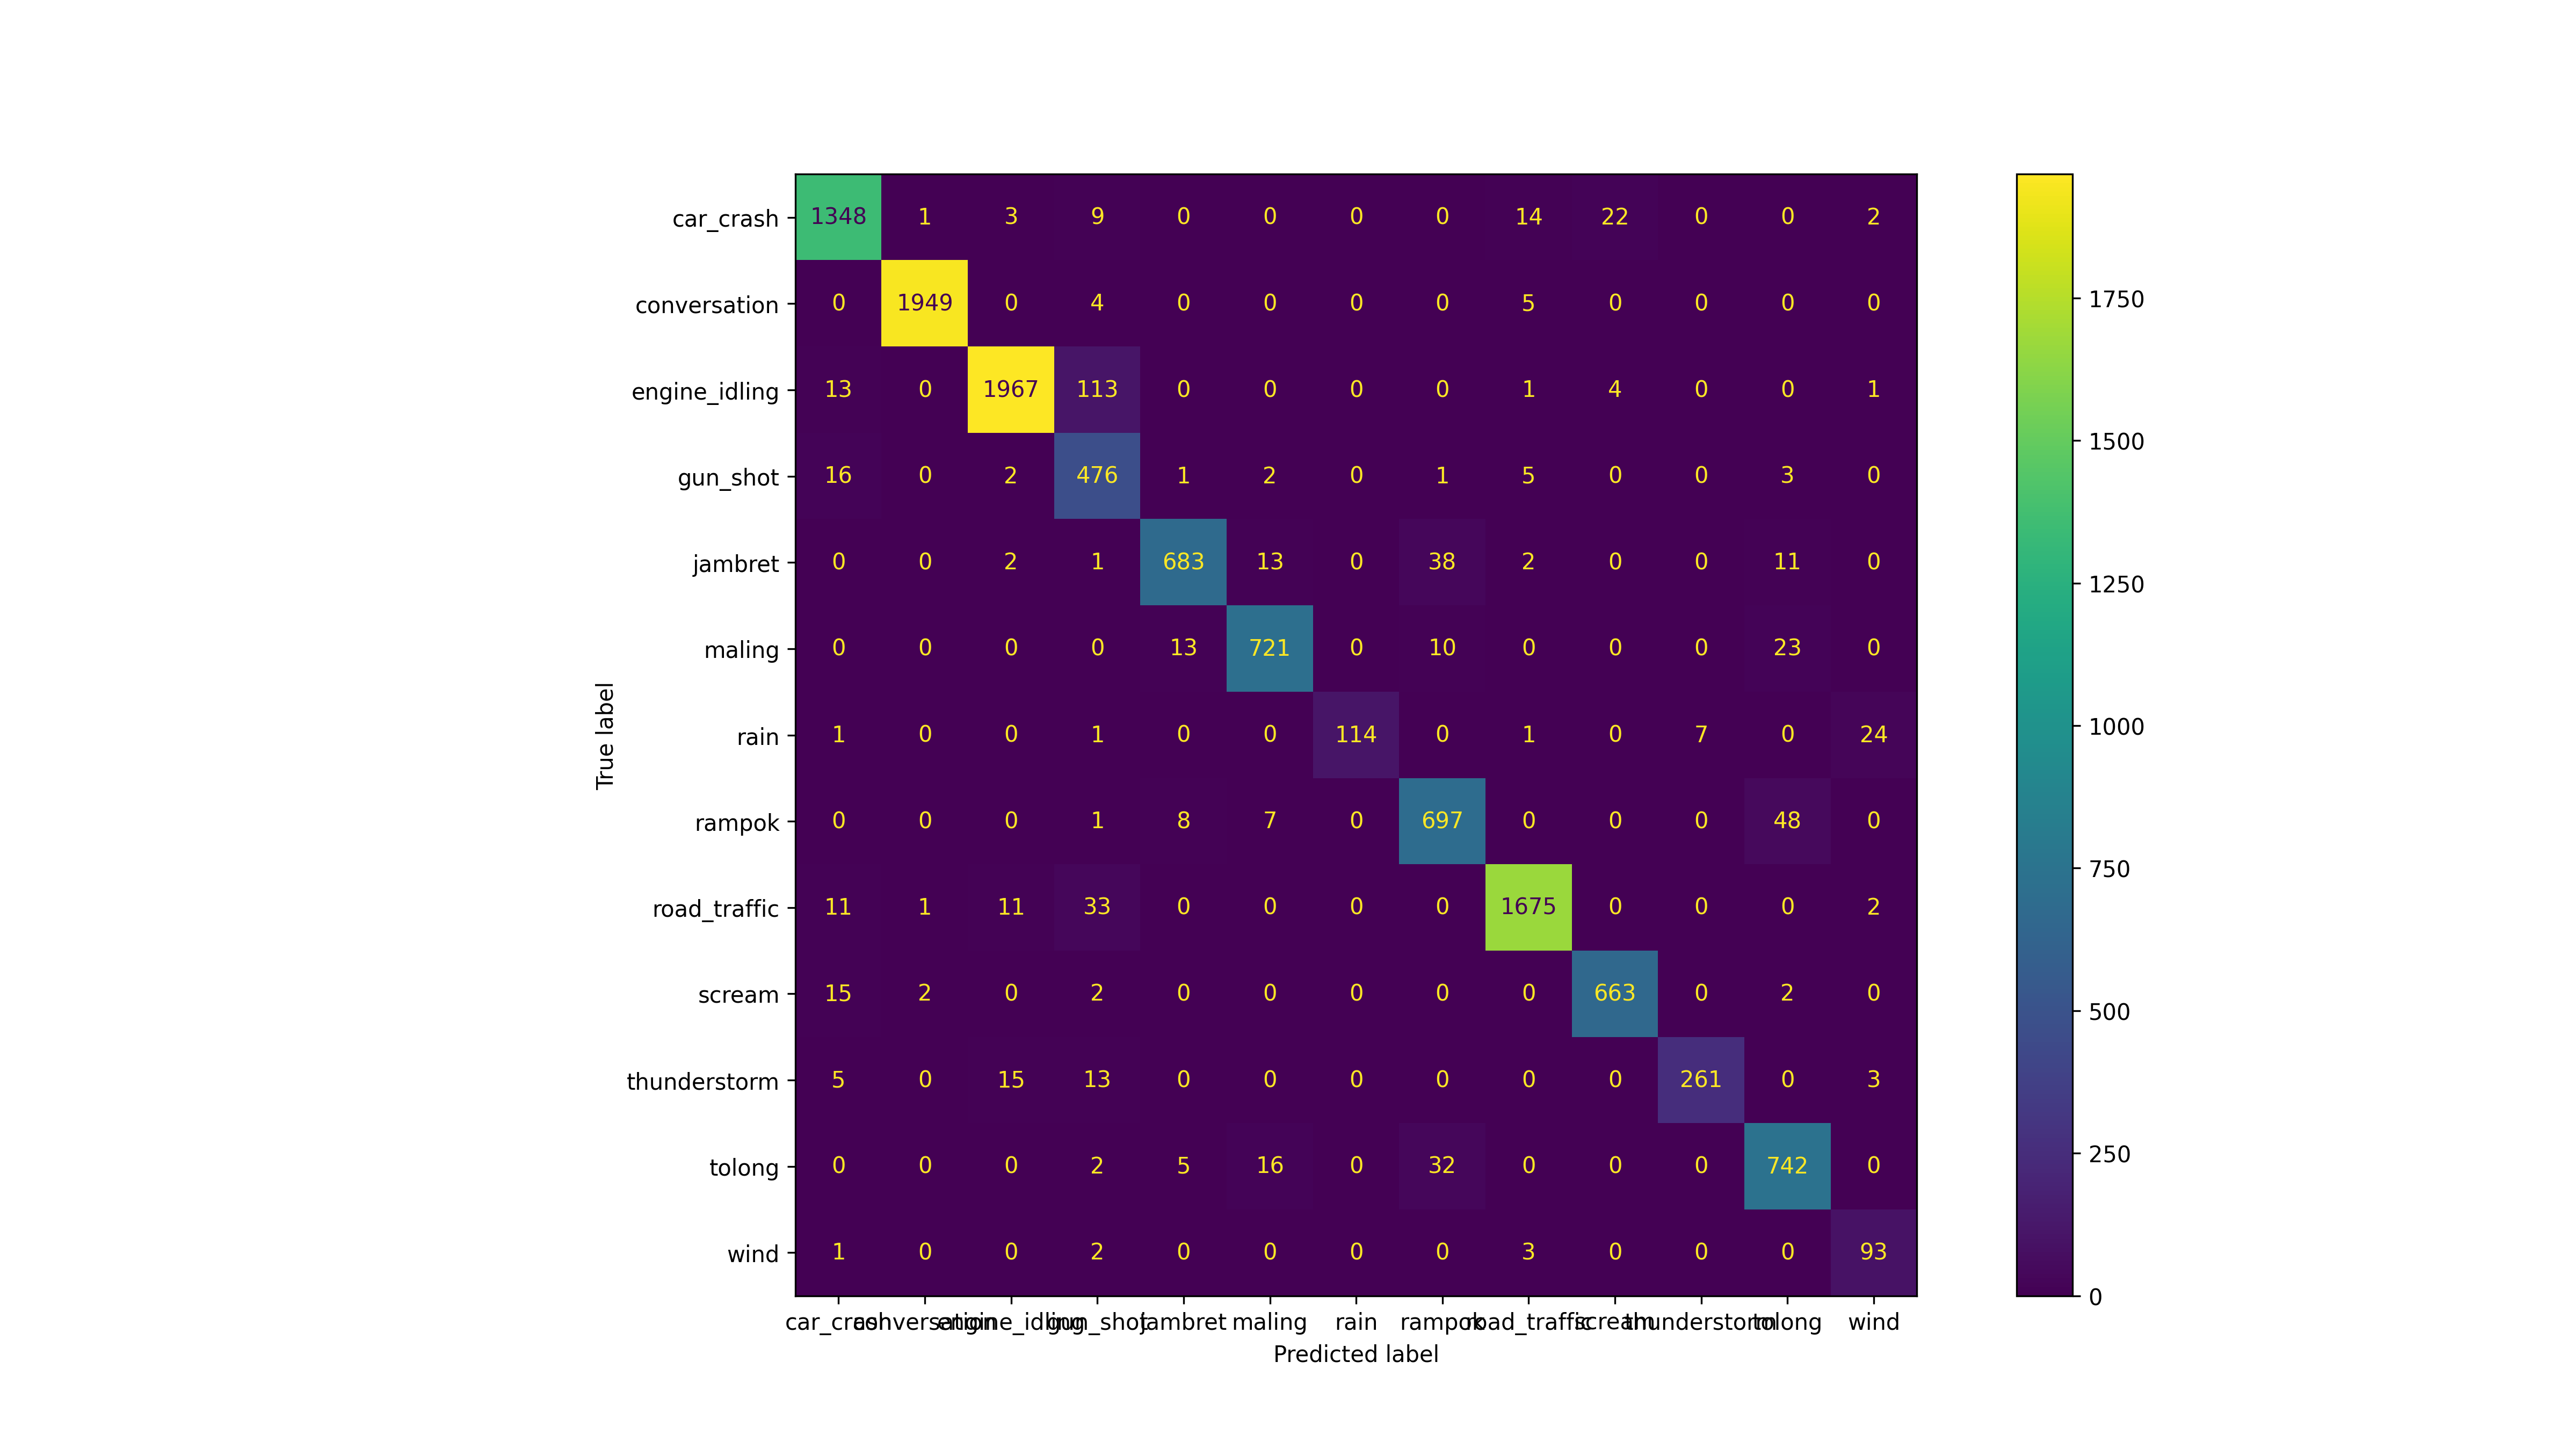 car_crash 1348 1 3 9 0 0 0 0 14 22 0 0 2
conversation 0 1949 0 4 0 0 0 0 5 0 0 0 0
engine_idling 13 0 1967 113 0 0 0 0 1 4 0 0 1
gun_shot 16 0 2 476 1 2 0 1 5 0 0 3 0
jambret 0 0 2 1 683 13 0 38 2 0 0 11 0
maling 0 0 0 0 13 721 0 10 0 0 0 23 0
rain 1 0 0 1 0 0 114 0 1 0 7 0 24
rampok 0 0 0 1 8 7 0 697 0 0 0 48 0
road_traffic 11 1 11 33 0 0 0 0 1675 0 0 0 2
scream 15 2 0 2 0 0 0 0 0 663 0 2 0
thunderstorm 5 0 15 13 0 0 0 0 0 0 261 0 3
tolong 0 0 0 2 5 16 0 32 0 0 0 742 0
wind 1 0 0 2 0 0 0 0 3 0 0 0 93
True label
car_crash conversation engine_idling gun_shot jambret maling rain rampok road_traffic scream thunderstorm tolong wind
Predicted label
1750
1500
1250
1000
750
500
250
0